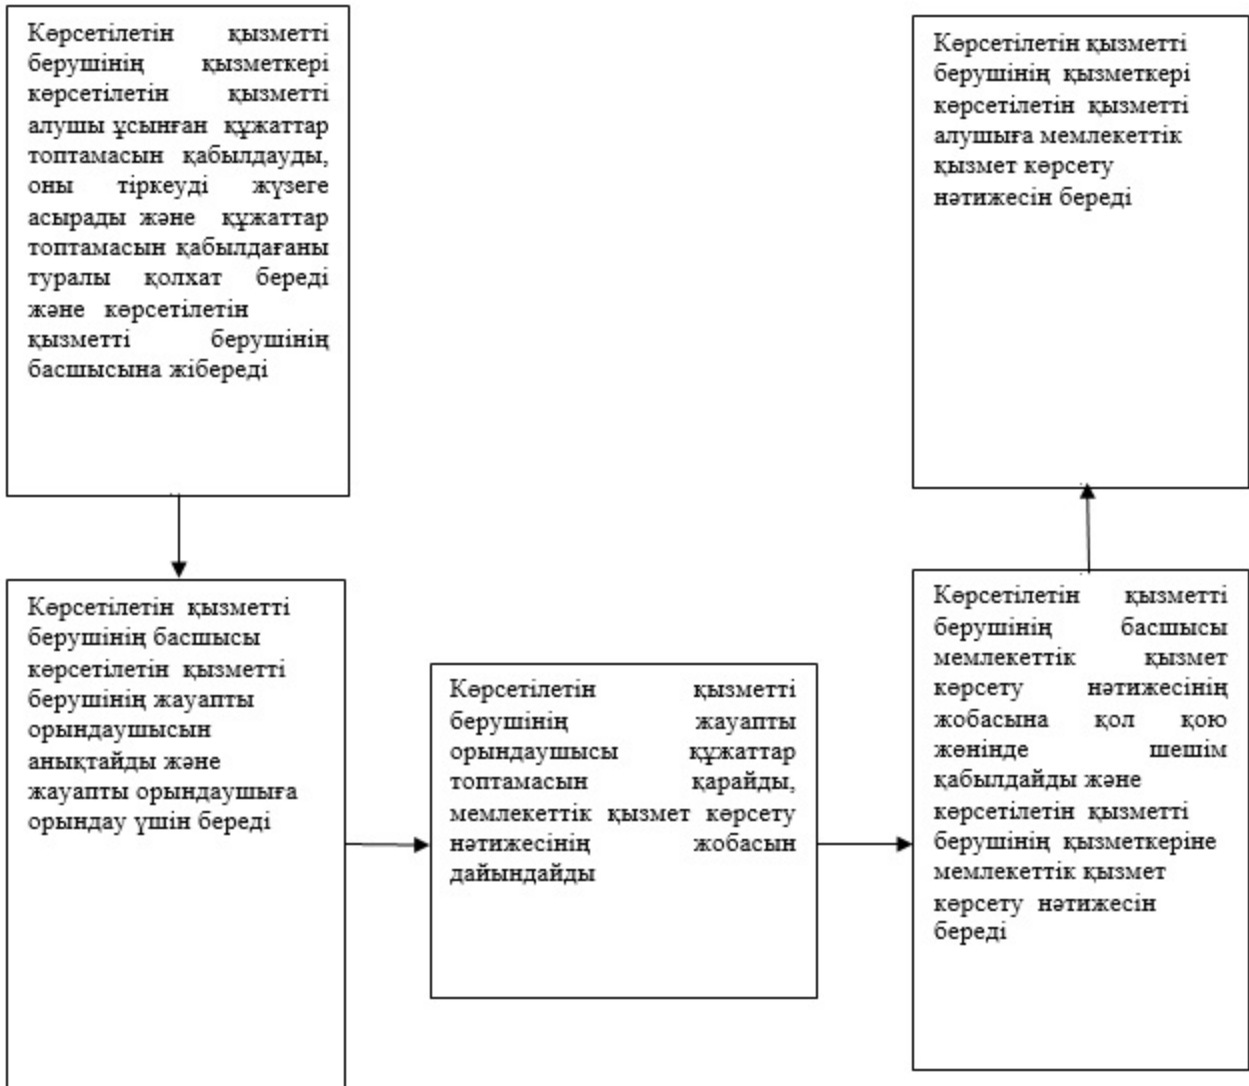 Көрсетілетін қызметті
берушінің қызметкері
көрсетілетін қызметті
алушы ұсынған құжаттар
топтамасын қабылдауды,
оны тіркеуді жүзеге
асырады және құжаттар
топтамасын қабылдағаны
туралы қолхат береді
және көрсетілетін
қызметті берушінің
басшысына жібереді
Көрсетілетін қызметті
берушінің басшысы
көрсетілетін қызметті
берушінің жауапты
орындаушысын
анықтайды және
жауапты орындаушыға
орындау үшін береді
Көрсетілетін қызметті
берушінің жауапты
орындаушысы құжаттар
топтамасын қарайды,
мемлекеттік қызмет көрсету
нәтижесінің жобасын
дайындайды
Көрсетілетін қызметті
берушінің басшысы
мемлекеттік қызмет
көрсету нәтижесінің
жобасына қол қою
жөнінде шешім
қабылдайды және
көрсетілетін қызметті
берушінің қызметкеріне
мемлекеттік қызмет
көрсету нәтижесін
береді
Көрсетілетін қызметті
берушінің қызметкері
көрсетілетін қызметті
алушыға мемлекеттік
қызмет көрсету
нәтижесін береді